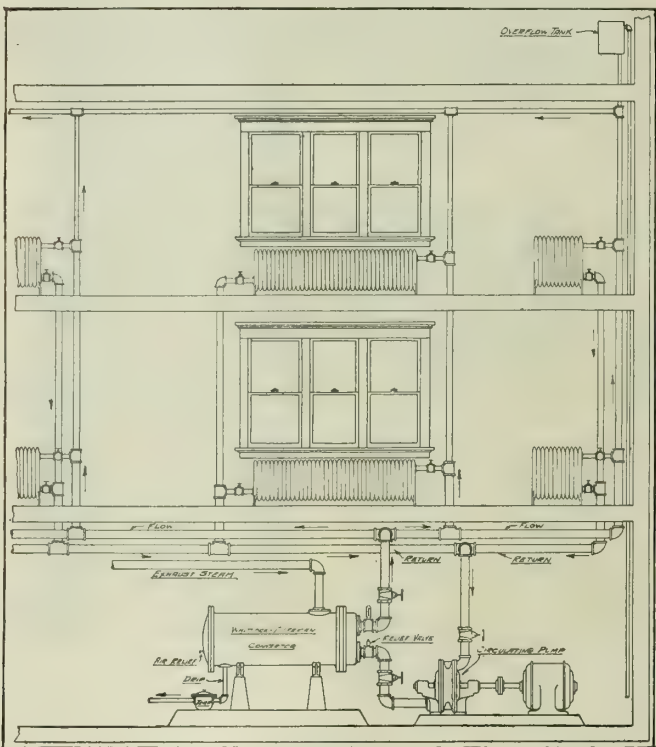 OVERFLOW TANK
FLOW
FLOW
RETURN
RETURN
EXHAUST STEAM
RELIEF VALVE
CONVERTER
AIR RELIEF
CIRCULATING PUMP
DRIP